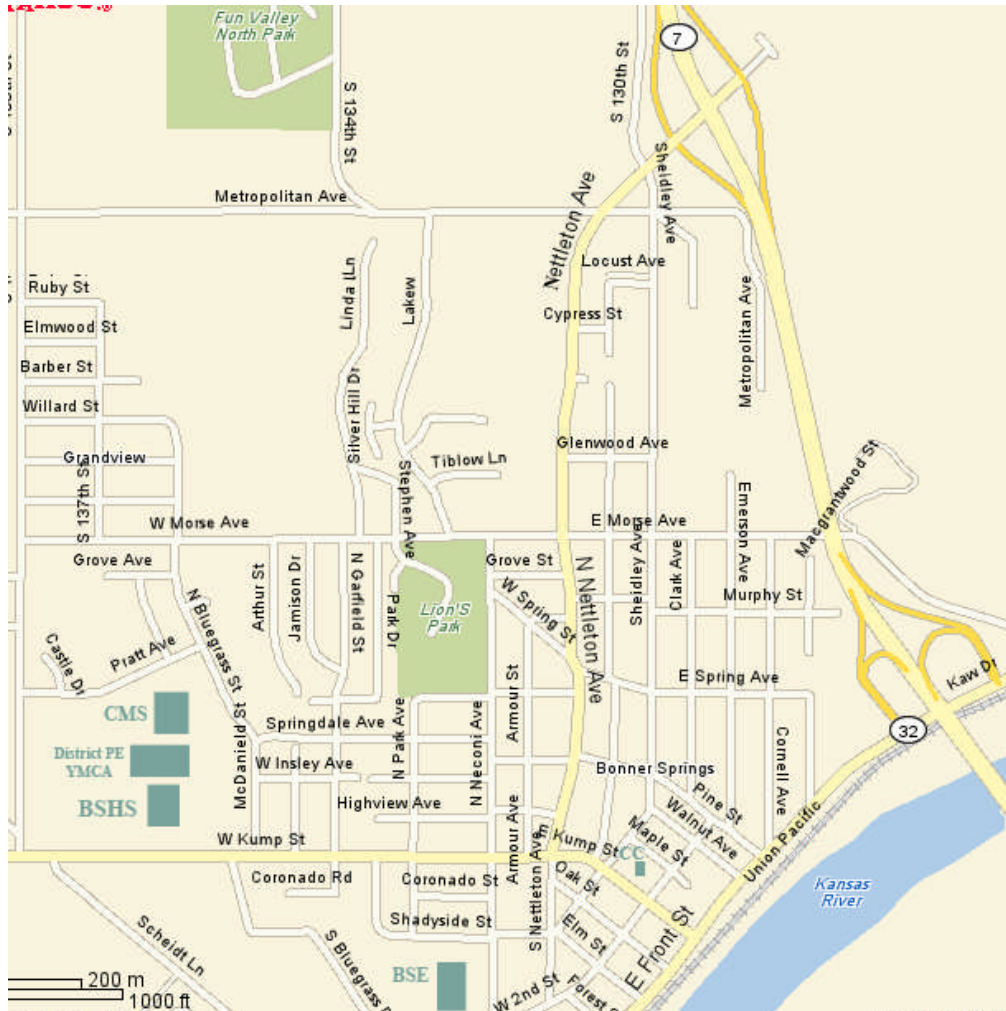 Fun Valley
North Park
7
S 134th St
S 130th St
Sheidley Ave
Metropolitan Ave
Nettleton Ave
Locust Ave
Ruby St
Linda Ln
Lakew
Metropolitan Ave
Elmwood St
Cypress St
Barber St
Willard St
Silver Hill Dr
Glenwood Ave
Grandview
Tiblow Ln
Stephen Ave
S 137th St
Emerson Ave
Macgrantwood St
W Morse Ave
E Morse Ave
Grove Ave
Grove St
N Nettleton Ave
Sheidley Ave
Clark Ave
Arthur St
Jamison Dr
N Garfield St
Park Dr
Lion'S
Park
W Spring St
Murphy St
N Bluegrass St
Castle Dr
Pratt Ave
E Spring Ave
Kaw Dr
CMS
Springdale Ave
Armour St
32
District PE
YMCA
McDanield St
W Insley Ave
N Park Ave
N Neconi Ave
Bonner Springs
Cornell Ave
BSHS
Highview Ave
Pine St
Walnut Ave
Maple St
Union Pacific
W Kump St
Armour Ave
Kump St
CC
Coronado Rd
Coronado St
Oak St
Kansas
River
Shadyside St
S Nettleton Ave
Elm St
E Front St
Scheidt Ln
S Bluegrass
BSE
W 2nd St
Forest
200 m
1000 ft